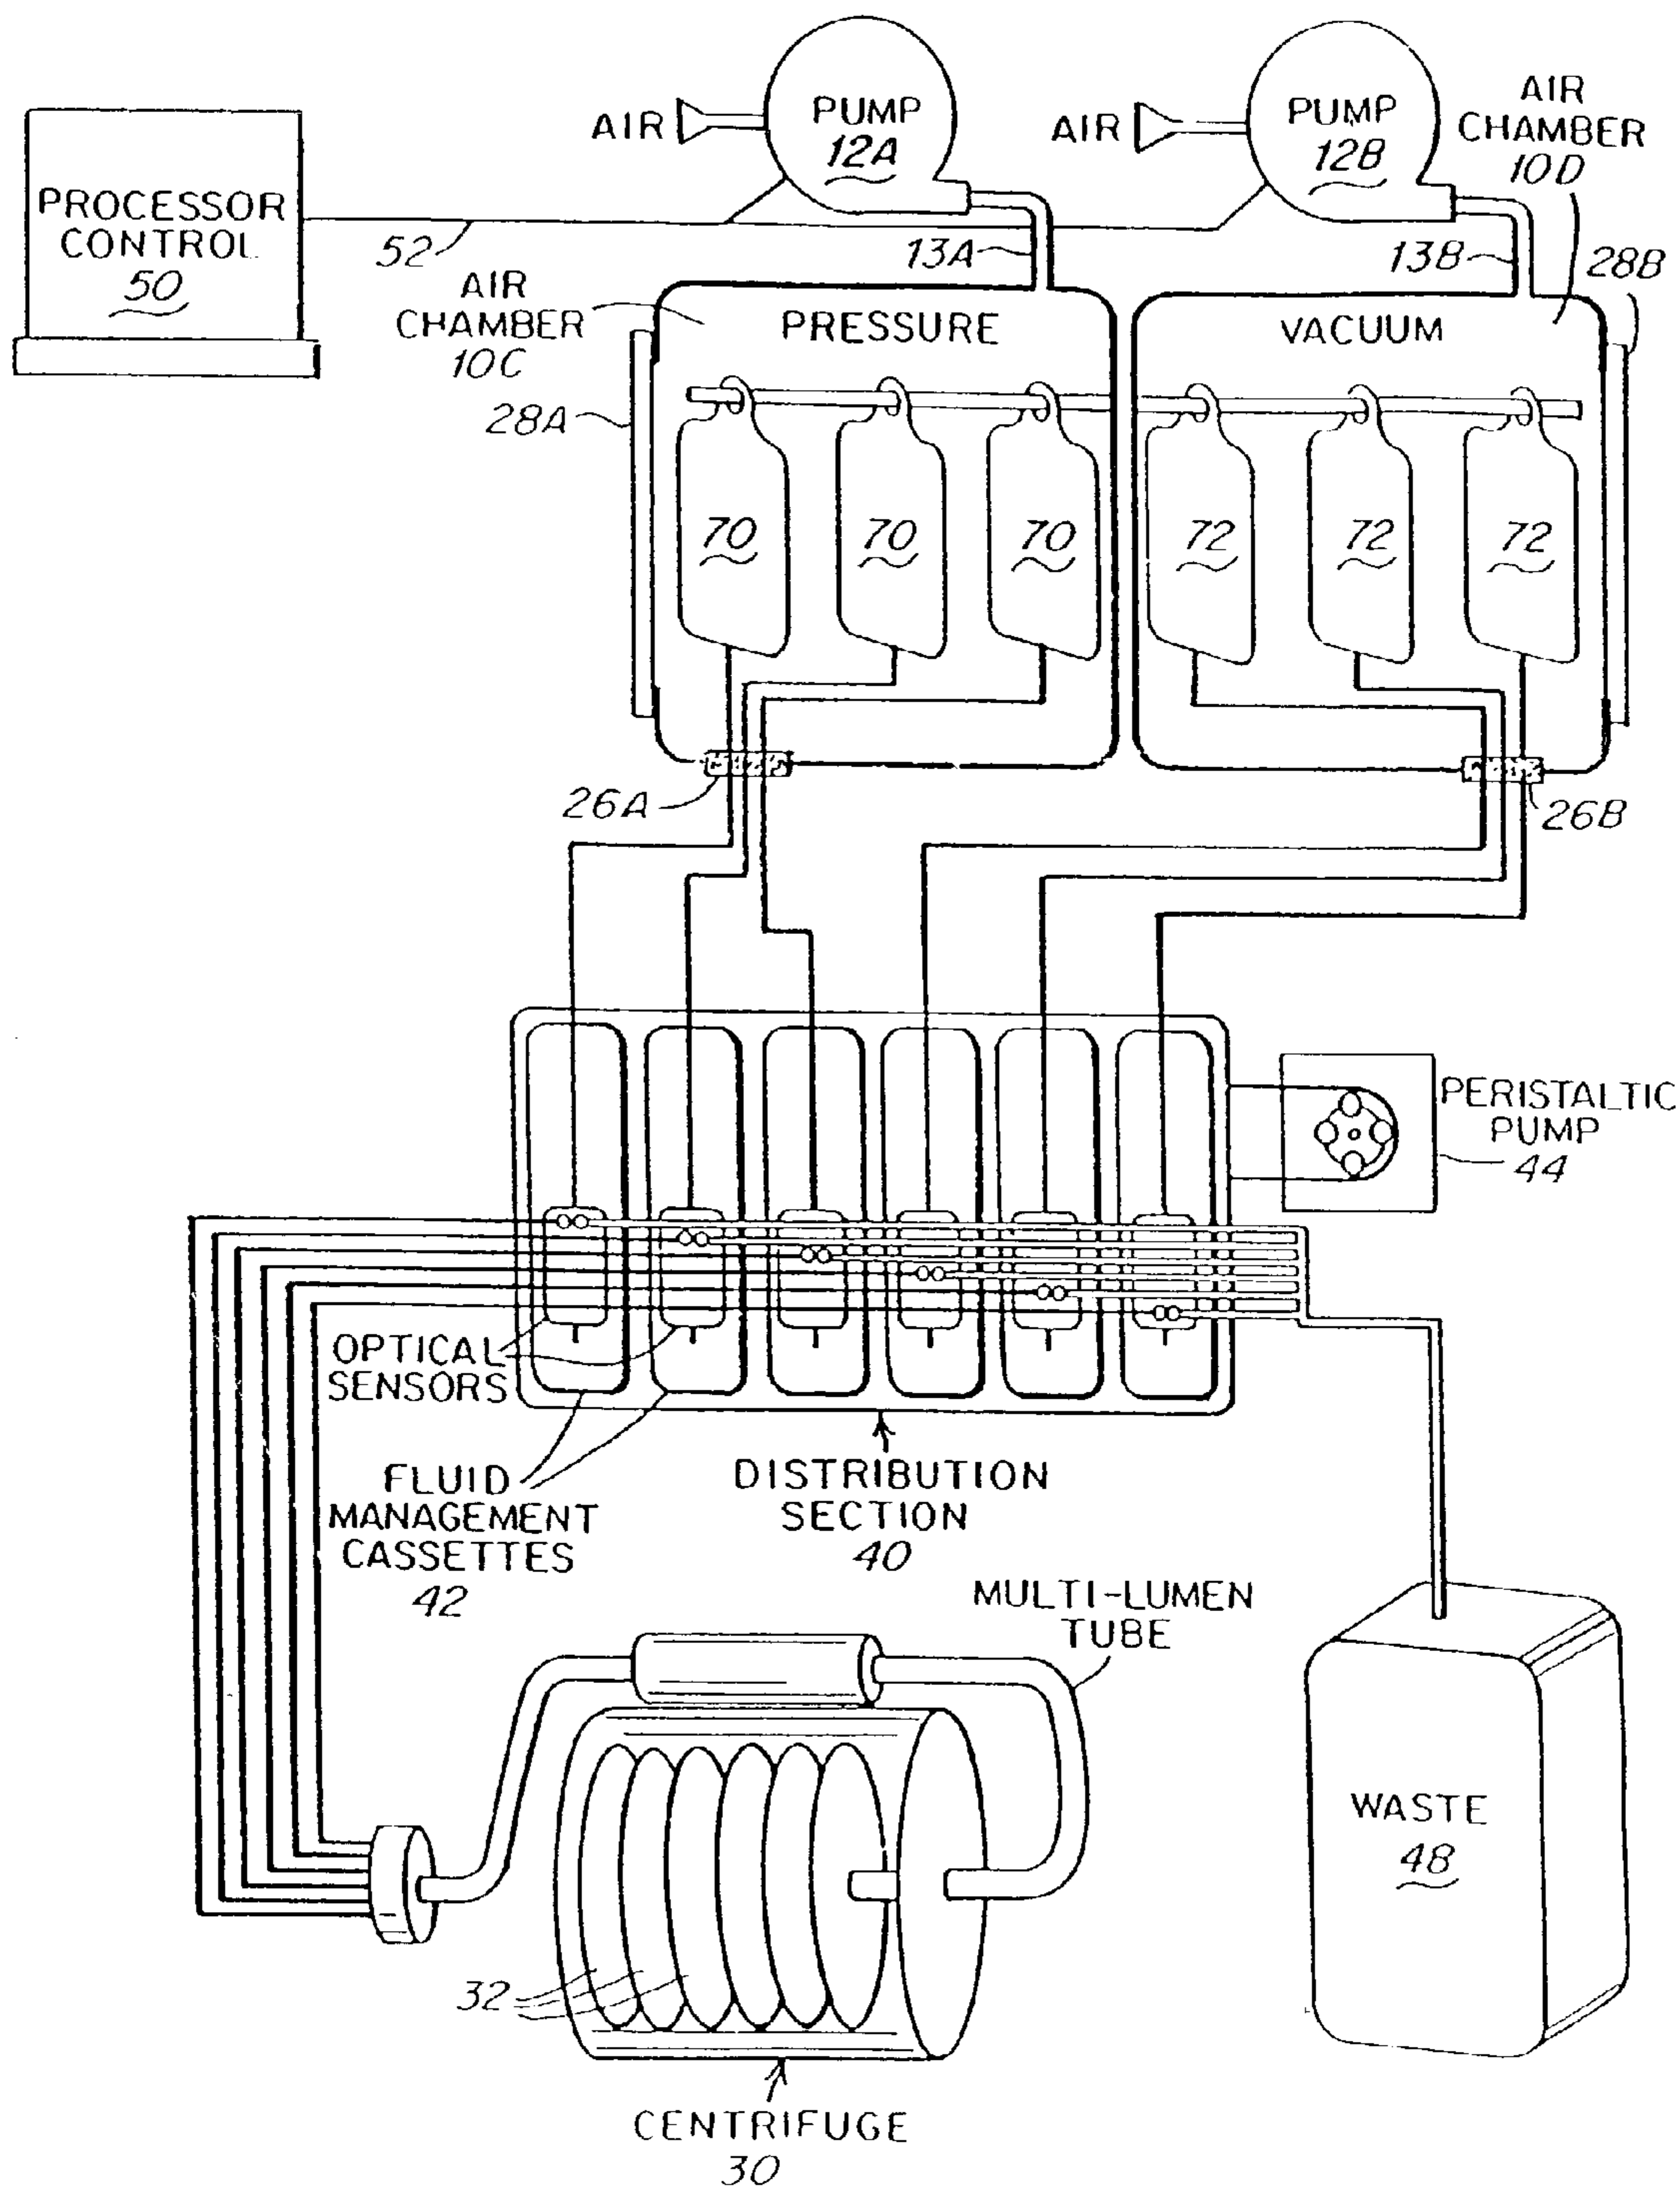 AIR
PUMP
12A
AIR
PUMP
12B
AIR
CHAMBER
10D
PROCESSOR
CONTROL
50
52
13A
13B
28B
AIR
CHAMBER
10C
PRESSURE
VACUUM
28A
70
70
70
72
72
72
26A
26B
PERISTALTIC
PUMP
44
OPTICAL
SENSORS
FLUID
MANAGEMENT
CASSETTES
42
DISTRIBUTION
SECTION
40
MULTI-LUMEN
TUBE
WASTE
48
32
CENTRIFUGE
30